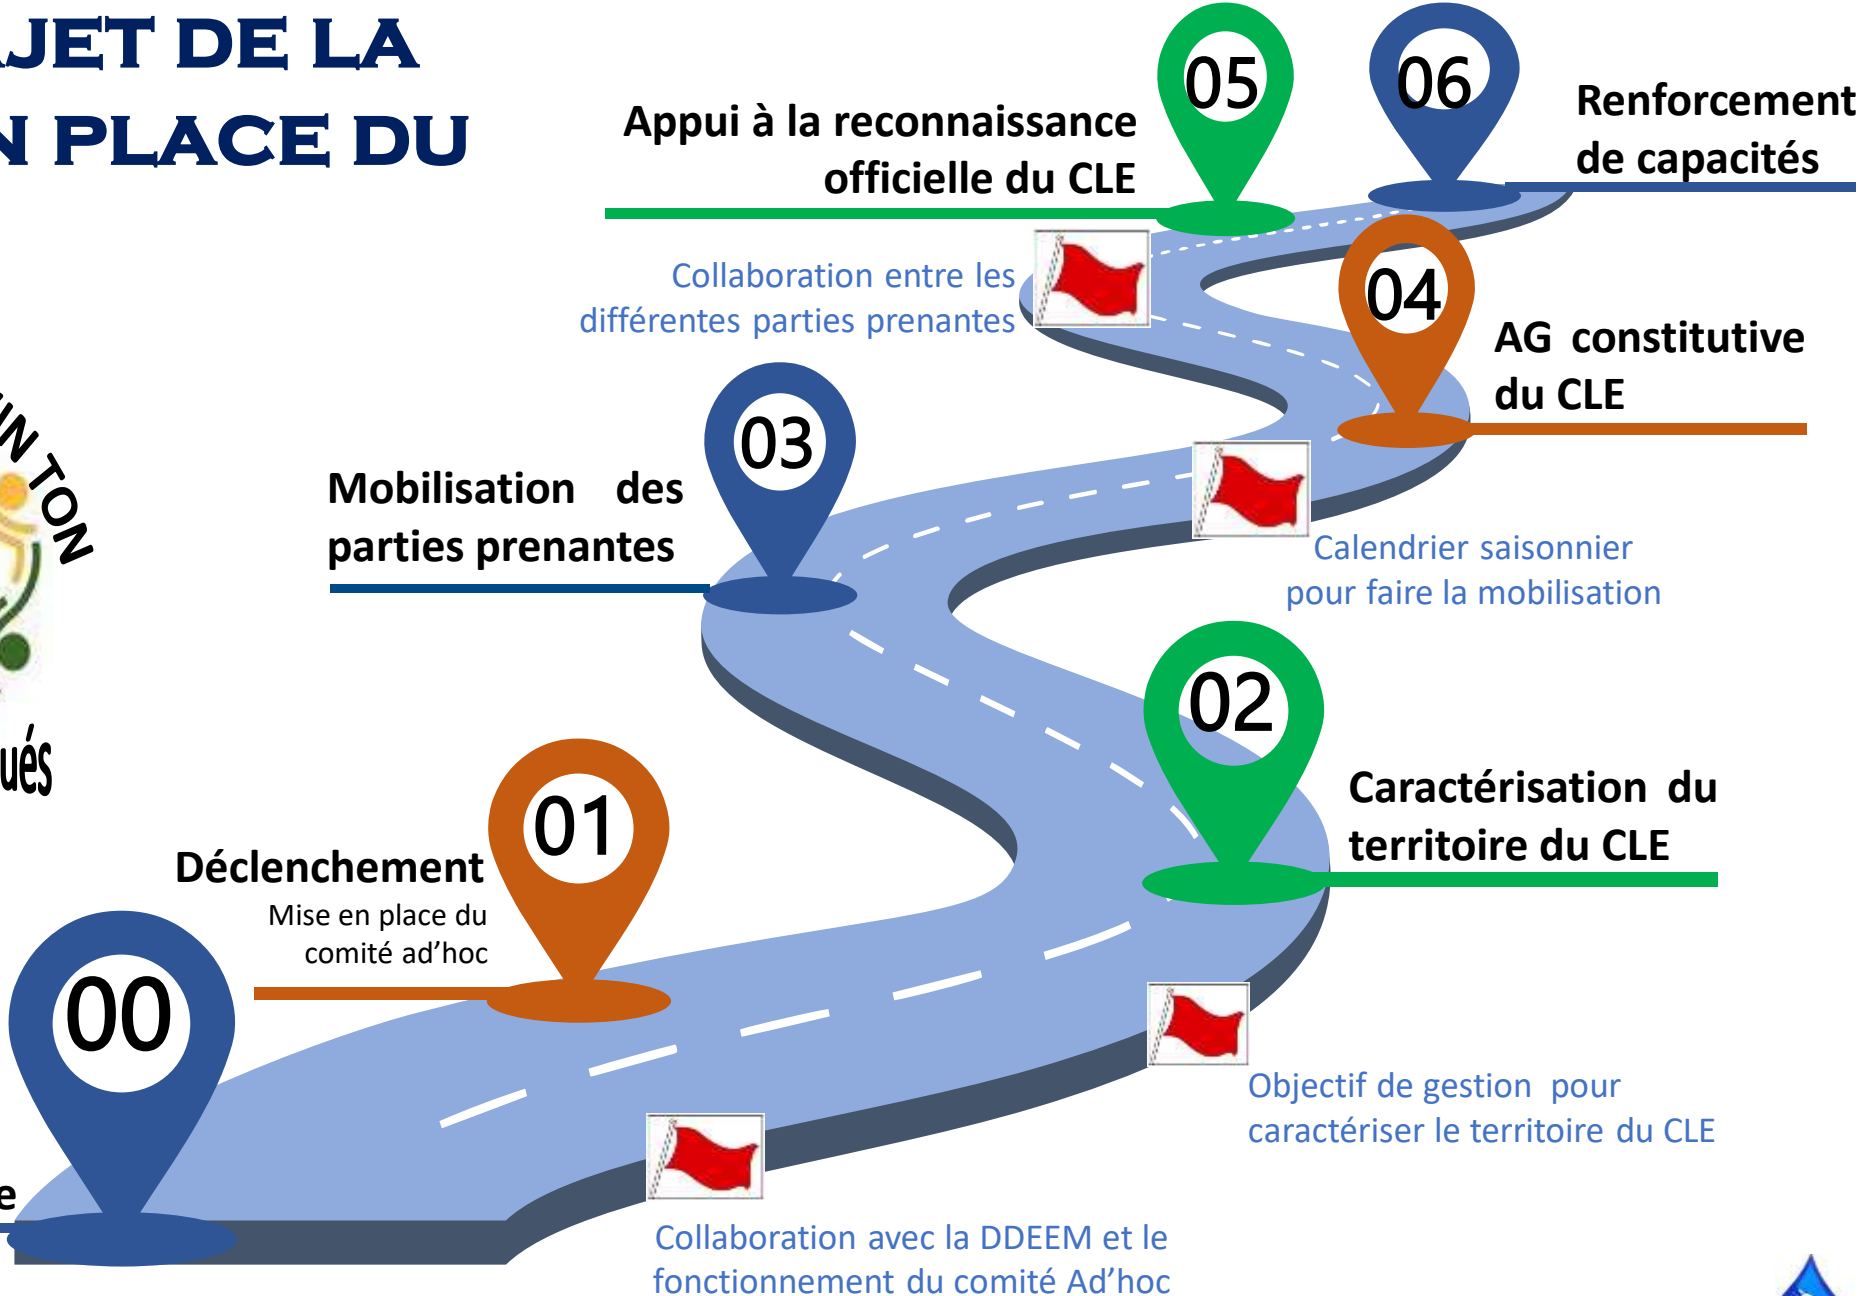 JET DE LA
N PLACE DU
05
06
Appui à la reconnaissance
officielle du CLE
Renforcement
de capacités
Collaboration entre les
différentes parties prenantes
04
AG constitutive
du CLE
03
Mobilisation des
parties prenantes
Calendrier saisonnier
pour faire la mobilisation
TON
ués
02
Caractérisation du
territoire du CLE
01
Déclenchement
Mise en place du
comité ad’hoc
00
e
Objectif de gestion pour
caractériser le territoire du CLE
Collaboration avec la DDEEM et le
fonctionnement du comité Ad’hoc